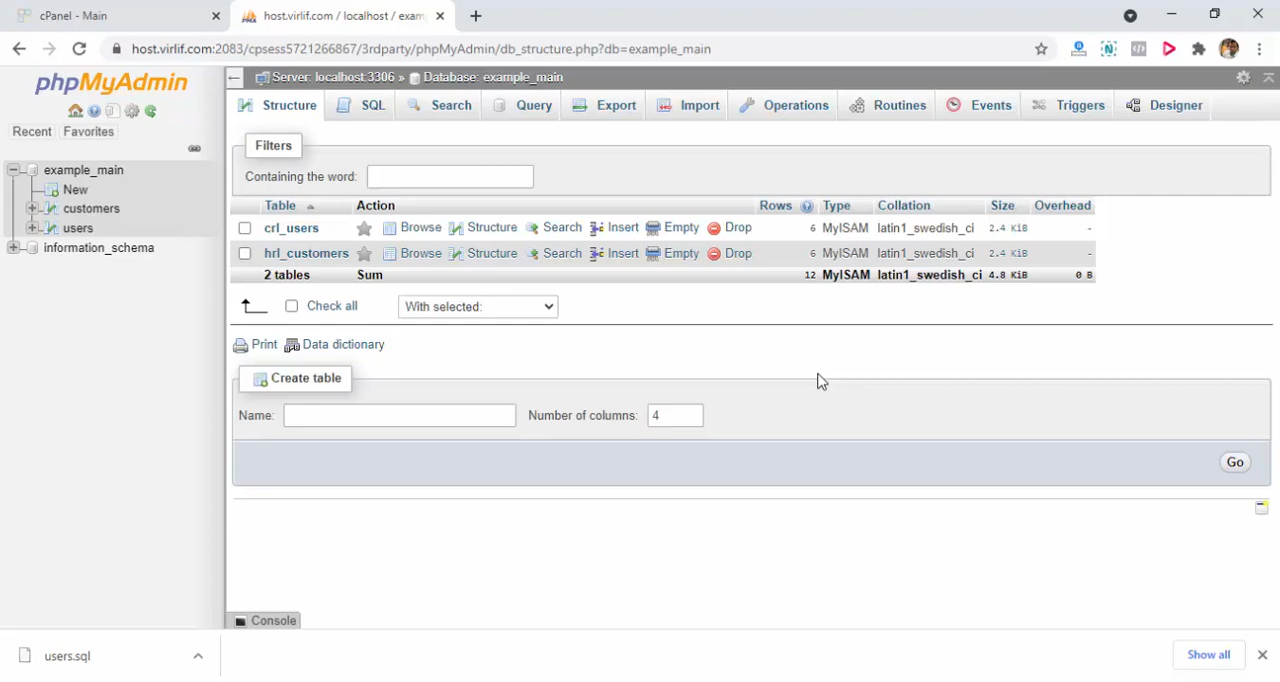 cPanel - Main
host.virlif.com / localhost / exam
host.virlif.com:2083/cpsess5721266867/3rdparty/phpMyAdmin/db_structure.php?db=example_main
phpMyAdmin
Recent Favorites
example_main
New
customers
users
information_schema
Server: localhost:3306 » Database: example_main
Structure SQL Search Query Export Import Operations Routines Events Triggers Designer
Filters
Containing the word:
Table Action Rows Type Collation Size Overhead
crl_users Browse Structure Search Insert Empty Drop 6 MyISAM latin1_swedish_ci 2.4 KiB -
hrl_customers Browse Structure Search Insert Empty Drop 6 MyISAM latin1_swedish_ci 2.4 KiB -
2 tables Sum 12 MyISAM latin1_swedish_ci 4.8 KiB 0 B
Check all With selected:
Print Data dictionary
Create table
Name: Number of columns: 4
Go
Console
users.sql
Show all